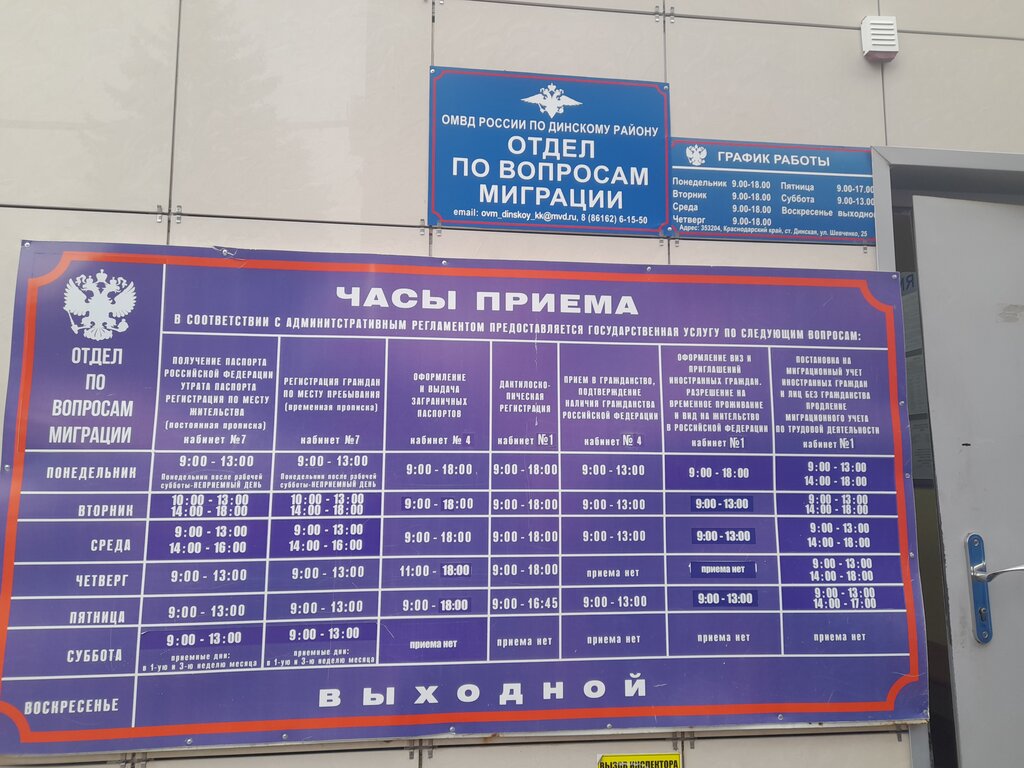 ОМВД РОССИИ ПО ДИНСКОМУ РАЙОНУ
ОТДЕЛ
ПО ВОПРОСАМ
МИГРАЦИИ
email: ovm_dinskoy_kk@mvd.ru, 8 (86162) 6-15-50
ГРАФИК РАБОТЫ
Понедельник 9.00-18.00 Пятница 9.00-17.00
Вторник 9.00-18.00 Суббота 9.00-13.00
Среда 9.00-18.00 Воскресенье выходной
Четверг 9.00-18.00
Адрес: 353204, Краснодарский край, ст. Динская, ул. Шевченко, 25
ЧАСЫ ПРИЕМА
В СООТВЕТСТВИИ С АДМИНИТСТРАТИВНЫМ РЕГЛАМЕНТОМ ПРЕДОСТАВЛЯЕТСЯ ГОСУДАРСТВЕННАЯ УСЛУГУ ПО СЛЕДУЮЩИМ ВОПРОСАМ:
ОТДЕЛ
ПО
ВОПРОСАМ
МИГРАЦИИ
ПОЛУЧЕНИЕ ПАСПОРТА
РОССИЙСКОЙ ФЕДЕРАЦИИ
УТРАТА ПАСПОРТА
РЕГИСТРАЦИЯ ПО МЕСТУ
ЖИТЕЛЬСТВА
(постоянная прописка)
кабинет №7
РЕГИСТРАЦИЯ ГРАЖДАН
ПО МЕСТУ ПРЕБЫВАНИЯ
(временная прописка)
кабинет №7
ОФОРМЛЕНИЕ
И ВЫДАЧА
ЗАГРАНИЧНЫХ
ПАСПОРТОВ
кабинет № 4
ДАКТИЛОСКО-
ПИЧЕСКАЯ
РЕГИСТРАЦИЯ
кабинет №1
ПРИЕМ В ГРАЖДАНСТВО,
ПОДТВЕРЖДЕНИЕ
НАЛИЧИЯ ГРАЖДАНСТВА
РОССИЙСКОЙ ФЕДЕРАЦИИ
кабинет № 4
ОФОРМЛЕНИЕ ВИЗ И
ПРИГЛАШЕНИЙ
ИНОСТРАННЫХ ГРАЖДАН.
РАЗРЕШЕНИЕ НА
ВРЕМЕННОЕ ПРОЖИВАНИЕ
И ВИД НА ЖИТЕЛЬСТВО
В РОССИЙСКОЙ ФЕДЕРАЦИИ
кабинет №1
ПОСТАНОВКА НА
МИГРАЦИОННЫЙ УЧЕТ
ИНОСТРАННЫХ ГРАЖДАН
И ЛИЦ БЕЗ ГРАЖДАНСТВА
ПРОДЛЕНИЕ
МИГРАЦИОННОГО УЧЕТА
ПО ТРУДОВОЙ ДЕЯТЕЛЬНОСТИ
кабинет №1
ПОНЕДЕЛЬНИК 9:00 - 13:00 9:00 - 13:00 9:00 - 18:00 9:00 - 18:00 9:00 - 13:00 9:00 - 18:00 9:00 - 13:00
Понедельник после рабочей Понедельник после рабочей 14:00 - 18:00
субботы-НЕПРИЕМНЫЙ ДЕНЬ субботы-НЕПРИЕМНЫЙ ДЕНЬ
ВТОРНИК 10:00 - 13:00 10:00 - 13:00 9:00 - 18:00 9:00 - 18:00 9:00 - 13:00 9:00 - 13:00 9:00 - 13:00
14:00 - 18:00 14:00 - 18:00 14:00 - 18:00
СРЕДА 9:00 - 13:00 9:00 - 13:00 9:00 - 18:00 9:00 - 18:00 9:00 - 13:00 9:00 - 13:00 9:00 - 13:00
14:00 - 16:00 14:00 - 16:00 14:00 - 18:00
ЧЕТВЕРГ 9:00 - 13:00 9:00 - 13:00 11:00 - 18:00 9:00 - 18:00 приема нет приема нет 9:00 - 13:00
14:00 - 18:00
ПЯТНИЦА 9:00 - 13:00 9:00 - 13:00 9:00 - 18:00 9:00 - 16:45 9:00 - 13:00 9:00 - 13:00 9:00 - 13:00
14:00 - 17:00
СУББОТА 9:00 - 13:00 9:00 - 13:00 приема нет приема нет приема нет приема нет приема нет
приемные дни: приемные дни:
в 1-ую и 3-ю неделю месяца в 1-ую и 3-ю неделю месяца
ВОСКРЕСЕНЬЕ ВЫХОДНОЙ
ВЫЗОВ ИНСПЕКТОРА